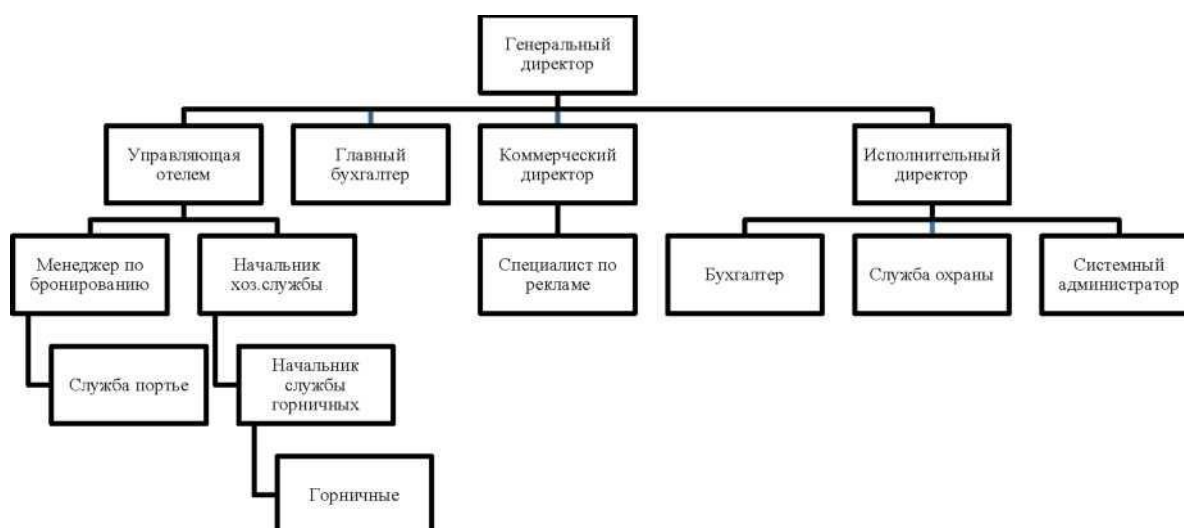 Генеральный
директор
Управляющая
отелем
Главный
бухгалтер
Коммерческий
директор
Исполнительный
директор
Менеджер по
бронированию
Начальник
хоз.службы
Специалист по
рекламе
Бухгалтер
Служба охраны
Системный
администратор
Служба портье
Начальник
службы
горничных
Горничные